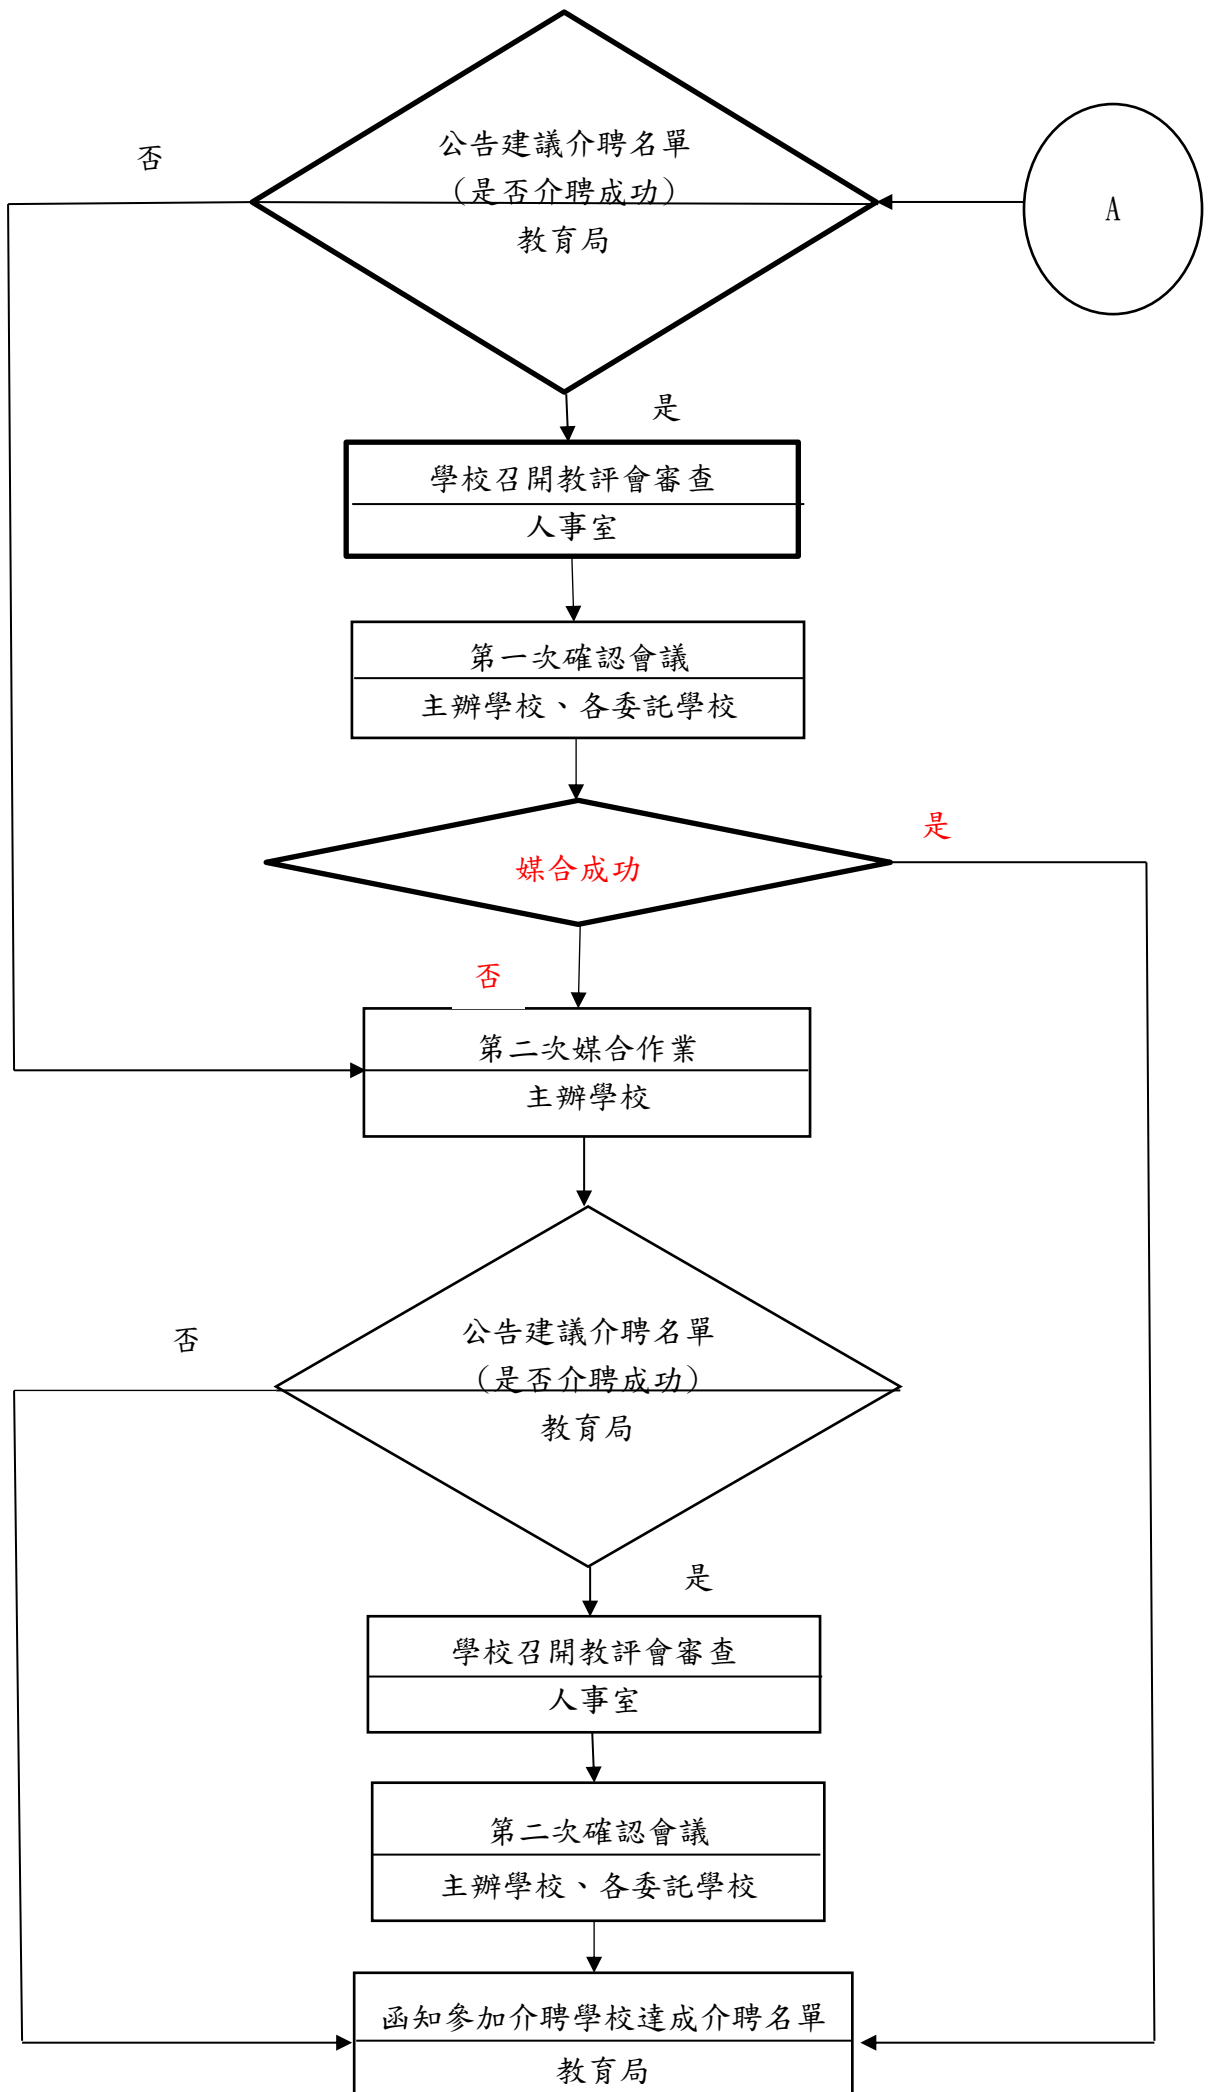 公告建議介聘名單
否
（是否介聘成功）
A
教育局
是
學校召開教評會審查
人事室
第一次確認會議
主辦學校、各委託學校
是
媒合成功
否
第二次媒合作業
主辦學校
公告建議介聘名單
否
（是否介聘成功）
教育局
是
學校召開教評會審查
人事室
第二次確認會議
主辦學校、各委託學校
函知參加介聘學校達成介聘名單
教育局